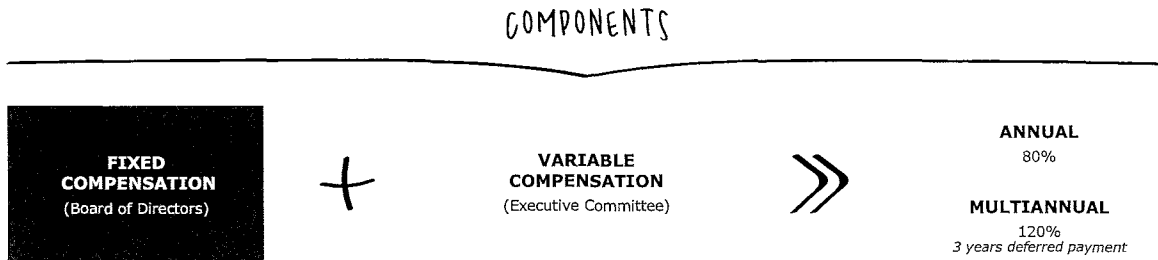 COMPONENTS
FIXED
COMPENSATION
(Board of Directors)
VARIABLE
COMPENSATION
(Executive Committee)
ANNUAL
80%
MULTIANNUAL
120%
3 years deferred payment